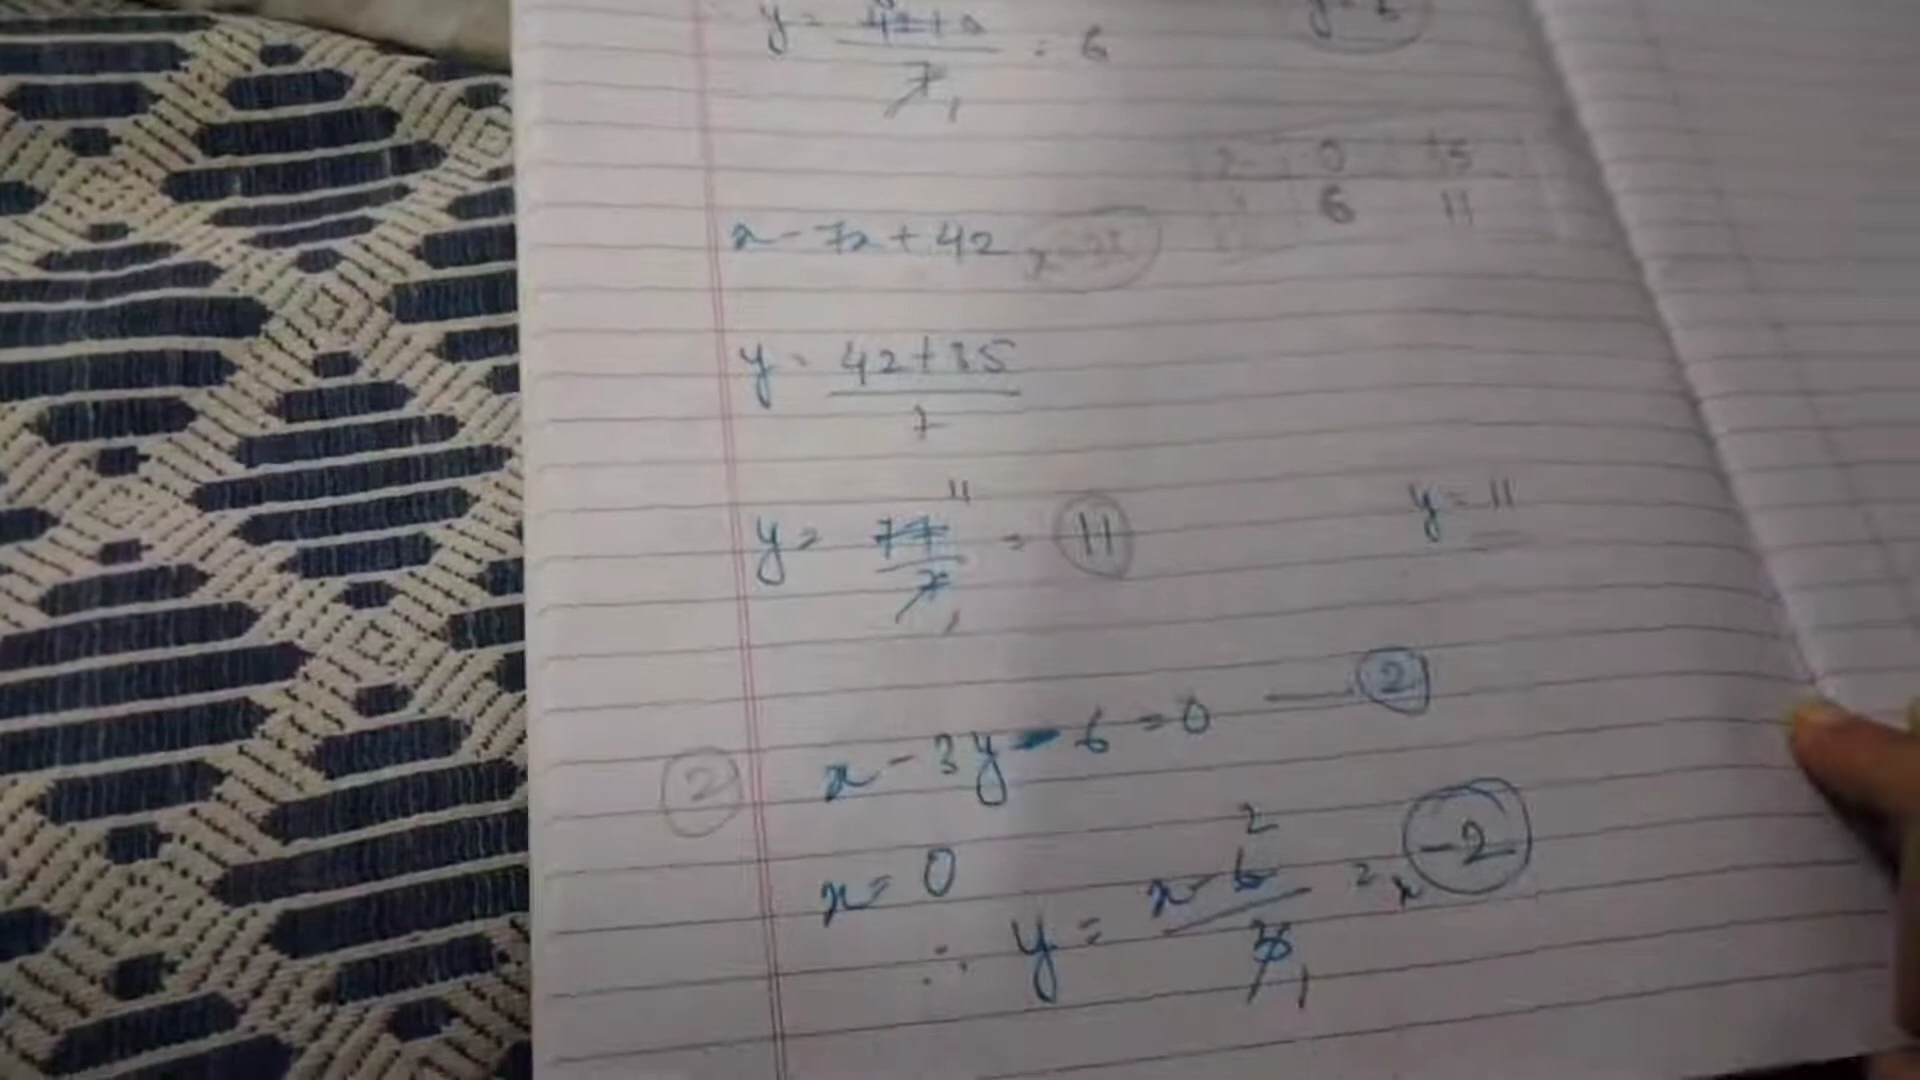 y = 42+0 / 7 = 6
x 0 35
y 6 11
x - 7x + 42 x = 35
y = 42+35 / 7
y = 77 / 7 = 11 y = 11
x - 3y - 6 = 0 — 2
2
x = 0
∴ y = x-6 / 3 = -2